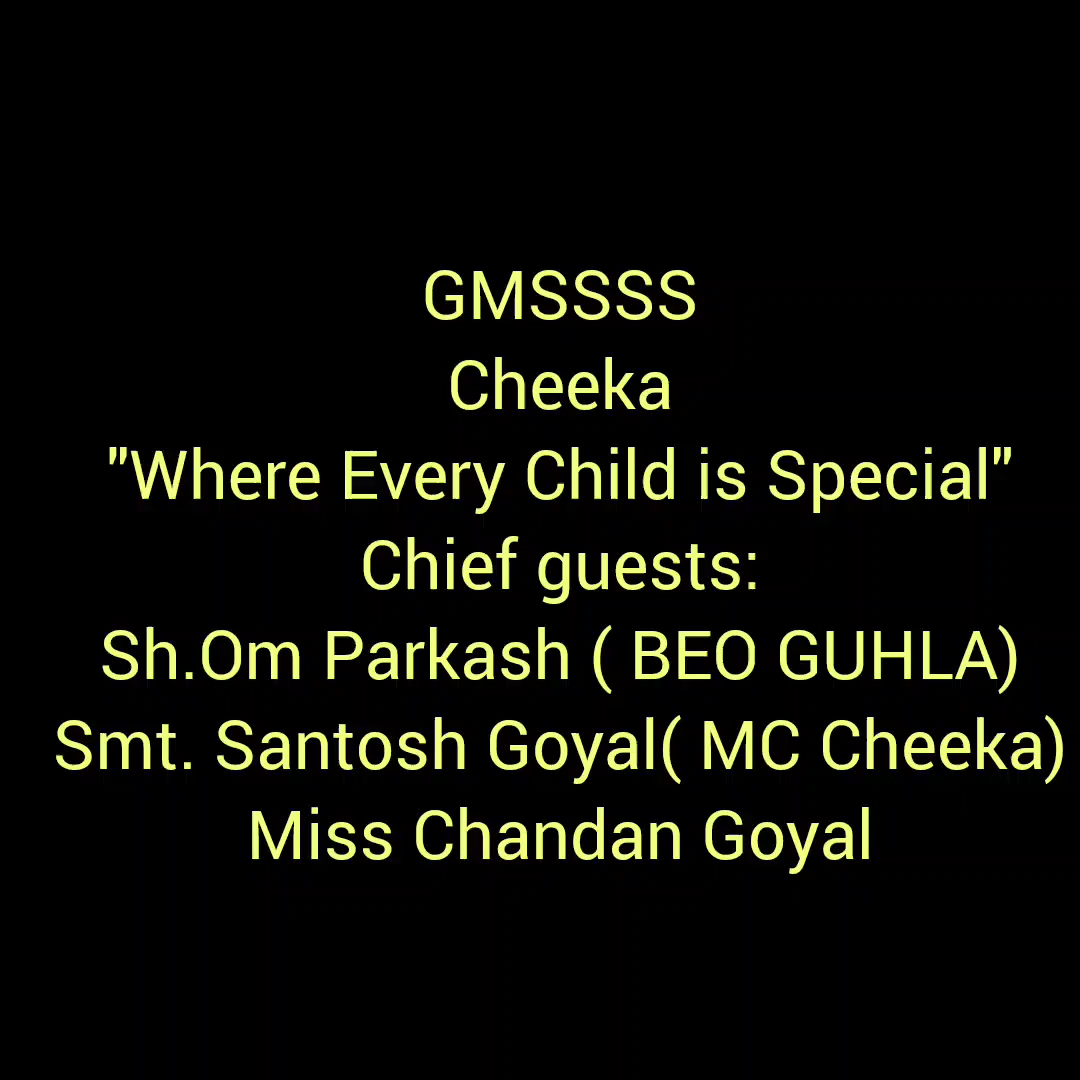 GMSSSS
Cheeka
"Where Every Child is Special"
Chief guests:
Sh.Om Parkash ( BEO GUHLA)
Smt. Santosh Goyal( MC Cheeka)
Miss Chandan Goyal